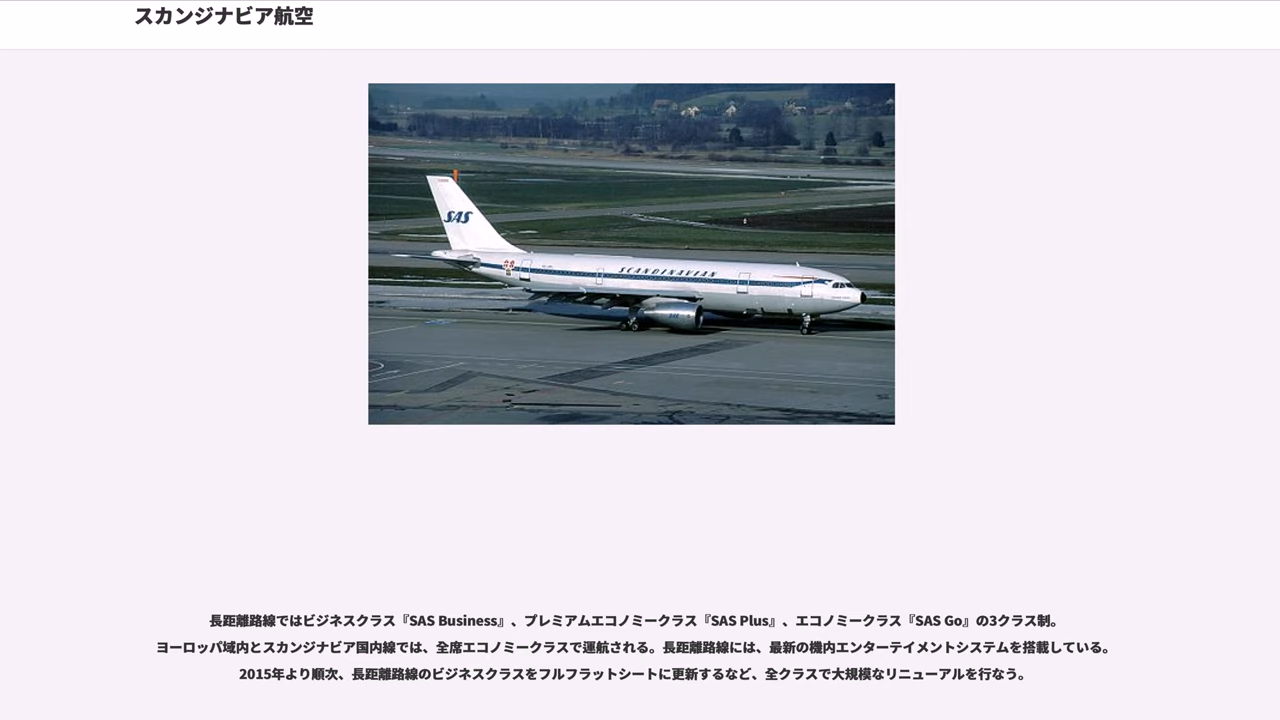 スカンジナビア航空
SAS
SCANDINAVIAN
SAS
長距離路線ではビジネスクラス『SAS Business』、プレミアムエコノミークラス『SAS Plus』、エコノミークラス『SAS Go』の3クラス制。
ヨーロッパ域内とスカンジナビア国内線では、全席エコノミークラスで運航される。長距離路線には、最新の機内エンターテイメントシステムを搭載している。
2015年より順次、長距離路線のビジネスクラスをフルフラットシートに更新するなど、全クラスで大規模なリニューアルを行なう。